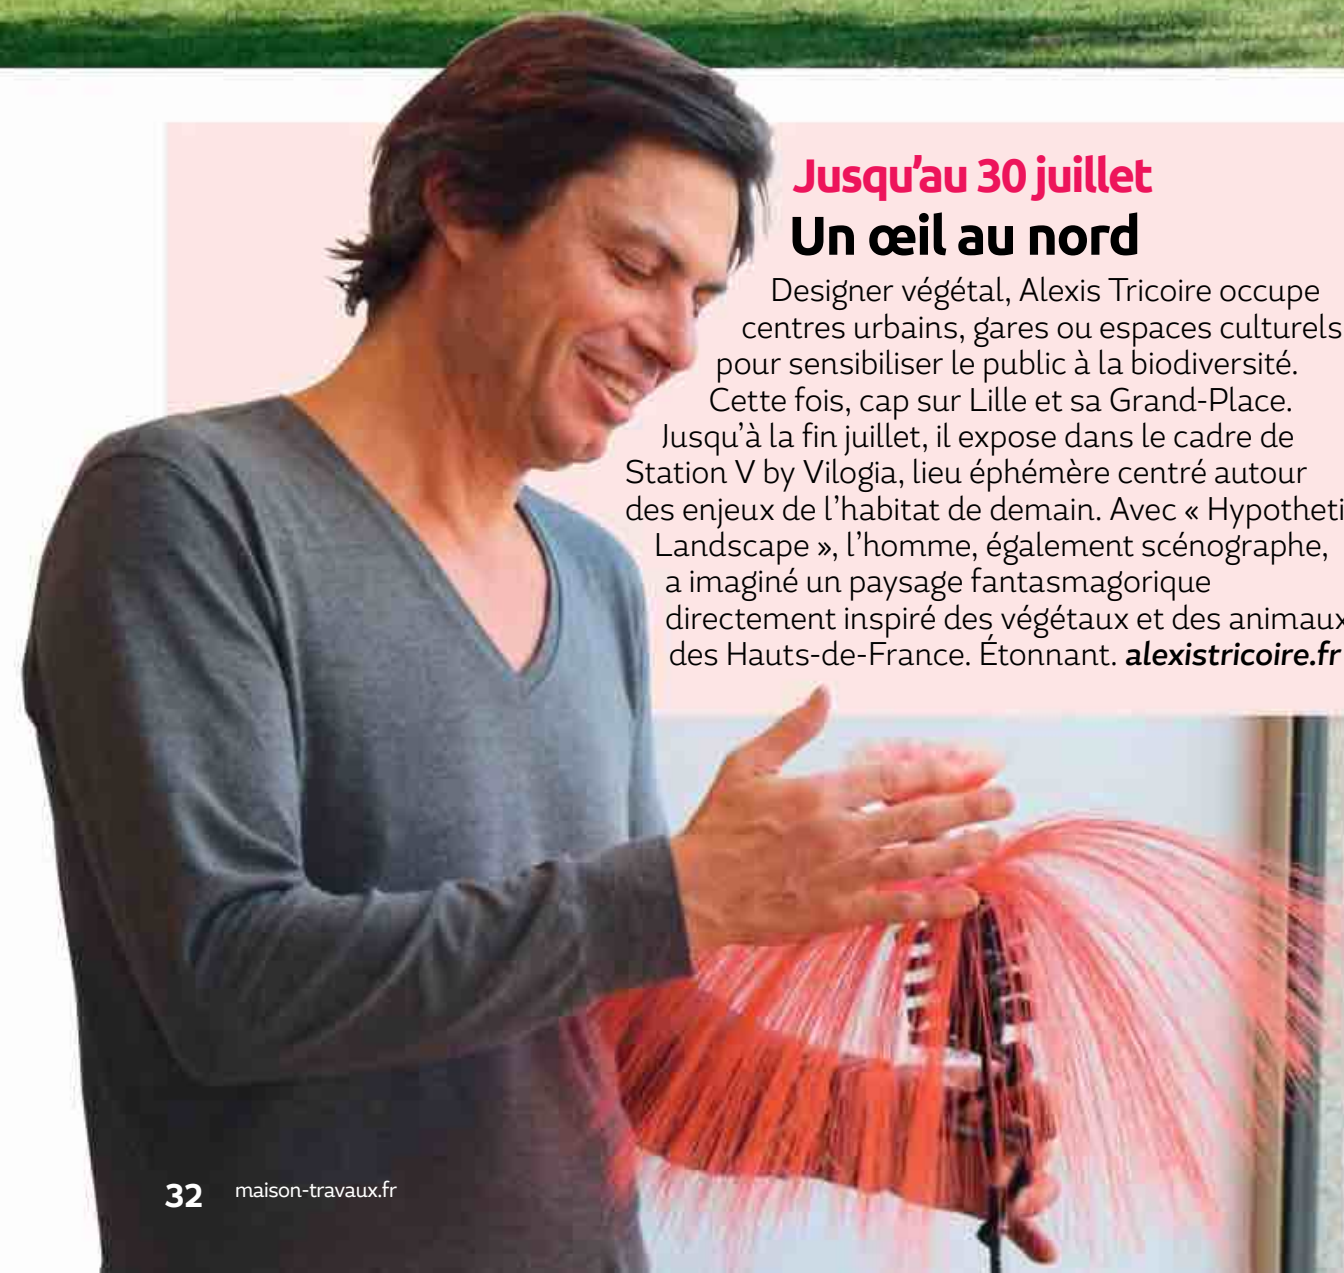 Jusqu'au 30 juillet
Un œil au nord
Designer végétal, Alexis Tricoire occupe
centres urbains, gares ou espaces culturels
pour sensibiliser le public à la biodiversité.
Cette fois, cap sur Lille et sa Grand-Place.
Jusqu'à la fin juillet, il expose dans le cadre de
Station V by Vilogia, lieu éphémère centré autour
des enjeux de l'habitat de demain. Avec « Hypotheti
Landscape », l'homme, également scénographe,
a imaginé un paysage fantasmagorique
directement inspiré des végétaux et des animaux
des Hauts-de-France. Étonnant. alexistricoire.fr
32 maison-travaux.fr